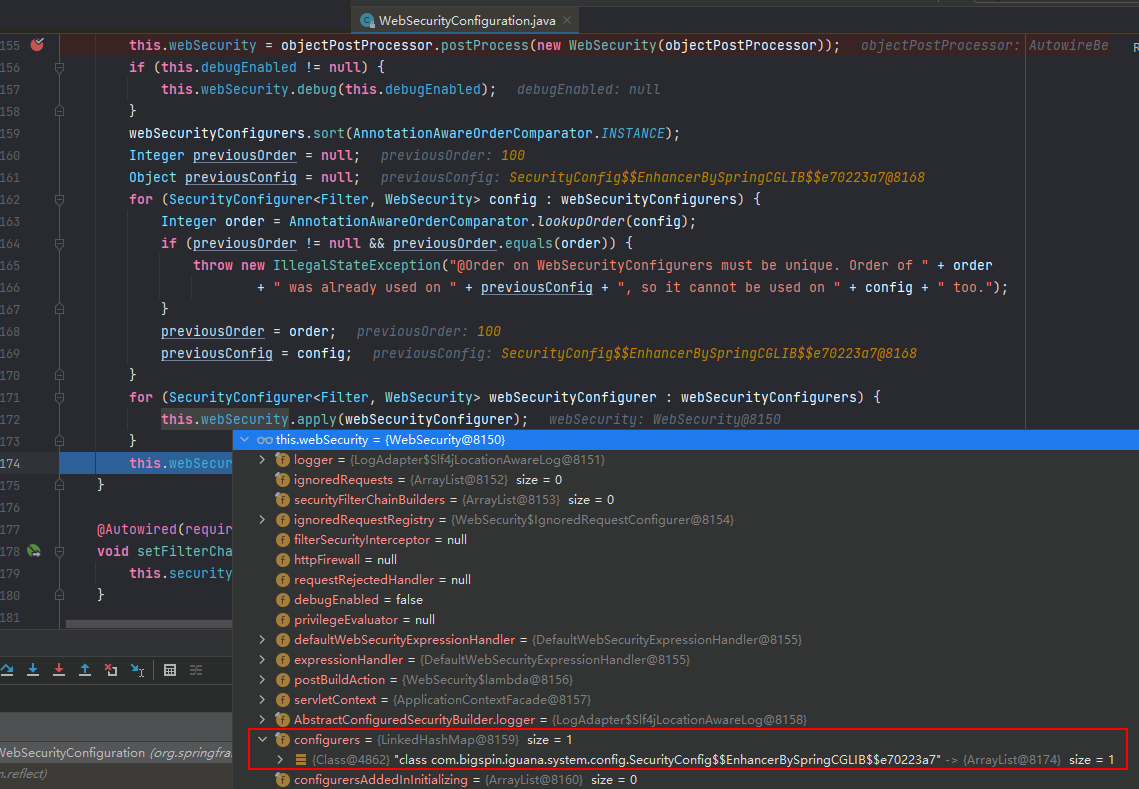 WebSecurityConfiguration.java
155 this.webSecurity = objectPostProcessor.postProcess(new WebSecurity(objectPostProcessor)); objectPostProcessor: AutowireBe
156 if (this.debugEnabled != null) {
157 this.webSecurity.debug(this.debugEnabled); debugEnabled: null
158 }
159 webSecurityConfigurers.sort(AnnotationAwareOrderComparator.INSTANCE);
160 Integer previousOrder = null; previousOrder: 100
161 Object previousConfig = null; previousConfig: SecurityConfig$$EnhancerBySpringCGLIB$$e70223a7@8168
162 for (SecurityConfigurer<Filter, WebSecurity> config : webSecurityConfigurers) {
163 Integer order = AnnotationAwareOrderComparator.lookupOrder(config);
164 if (previousOrder != null && previousOrder.equals(order)) {
165 throw new IllegalStateException("@Order on WebSecurityConfigurers must be unique. Order of " + order
166 + " was already used on " + previousConfig + ", so it cannot be used on " + config + " too.");
167 }
168 previousOrder = order; previousOrder: 100
169 previousConfig = config; previousConfig: SecurityConfig$$EnhancerBySpringCGLIB$$e70223a7@8168
170 }
171 for (SecurityConfigurer<Filter, WebSecurity> webSecurityConfigurer : webSecurityConfigurers) {
172 this.webSecurity.apply(webSecurityConfigurer); webSecurity: WebSecurity@8150
173 }
174 this.webSecur
175 }
176
177 @Autowired(requir
178 void setFilterCha
179 this.security
180 }
181
this.webSecurity = {WebSecurity@8150}
logger = {LogAdapter$Slf4jLocationAwareLog@8151}
ignoredRequests = {ArrayList@8152} size = 0
securityFilterChainBuilders = {ArrayList@8153} size = 0
ignoredRequestRegistry = {WebSecurity$IgnoredRequestConfigurer@8154}
filterSecurityInterceptor = null
httpFirewall = null
requestRejectedHandler = null
debugEnabled = false
privilegeEvaluator = null
defaultWebSecurityExpressionHandler = {DefaultWebSecurityExpressionHandler@8155}
expressionHandler = {DefaultWebSecurityExpressionHandler@8155}
postBuildAction = {WebSecurity$lambda@8156}
servletContext = {ApplicationContextFacade@8157}
AbstractConfiguredSecurityBuilder.logger = {LogAdapter$Slf4jLocationAwareLog@8158}
configurers = {LinkedHashMap@8159} size = 1
{Class@4862} "class com.bigspin.iguana.system.config.SecurityConfig$$EnhancerBySpringCGLIB$$e70223a7" -> {ArrayList@8174} size = 1
configurersAddedInInitializing = {ArrayList@8160} size = 0
WebSecurityConfiguration (org.springfra
n.reflect)